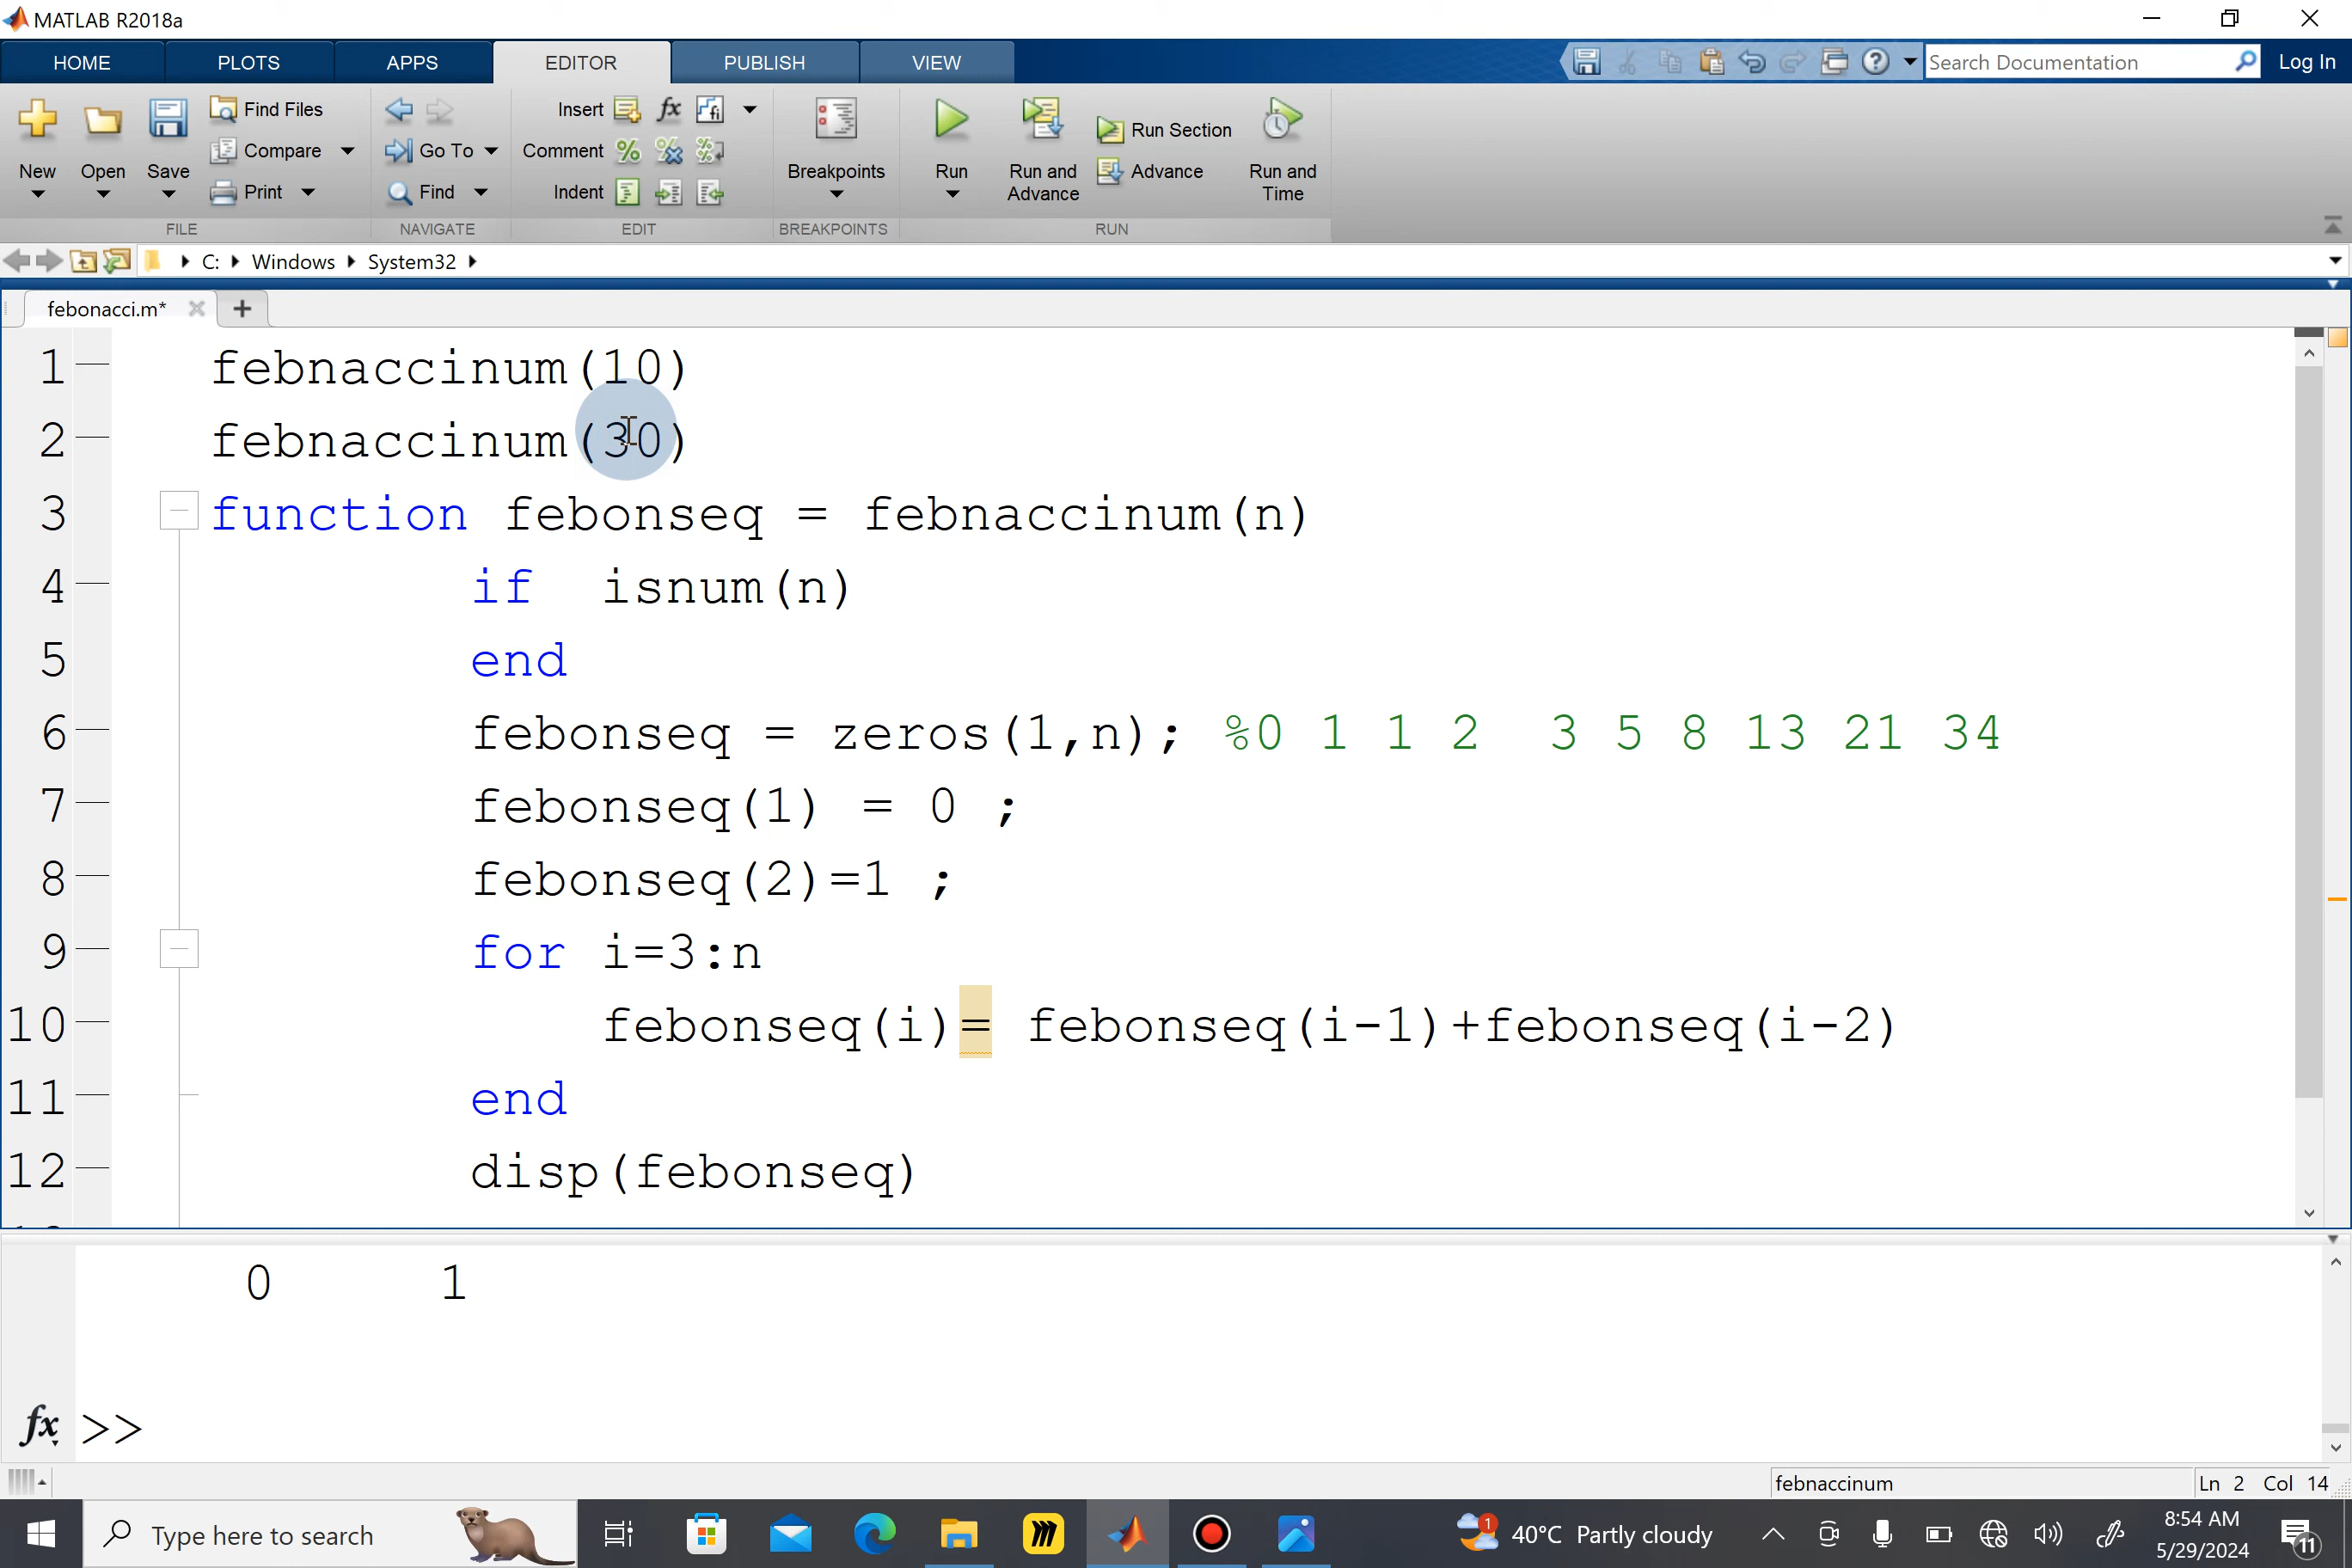 MATLAB R2018a
HOME PLOTS APPS EDITOR PUBLISH VIEW Search Documentation Log In
New Open Save Find Files Compare Print Go To Find Insert fx fi Comment Indent Breakpoints Run Run and Advance Run Section Advance Run and Time
FILE NAVIGATE EDIT BREAKPOINTS RUN
C: Windows System32
febonacci.m* +
1 febnaccinum(10)
2 febnaccinum(30)
3 function febonseq = febnaccinum(n)
4 if isnum(n)
5 end
6 febonseq = zeros(1,n); %0 1 1 2 3 5 8 13 21 34
7 febonseq(1) = 0 ;
8 febonseq(2)=1 ;
9 for i=3:n
10 febonseq(i)= febonseq(i-1)+febonseq(i-2)
11 end
12 disp(febonseq)
0 1
fx >>
febnaccinum Ln 2 Col 14
Type here to search 1 40°C Partly cloudy 8:54 AM 11
5/29/2024